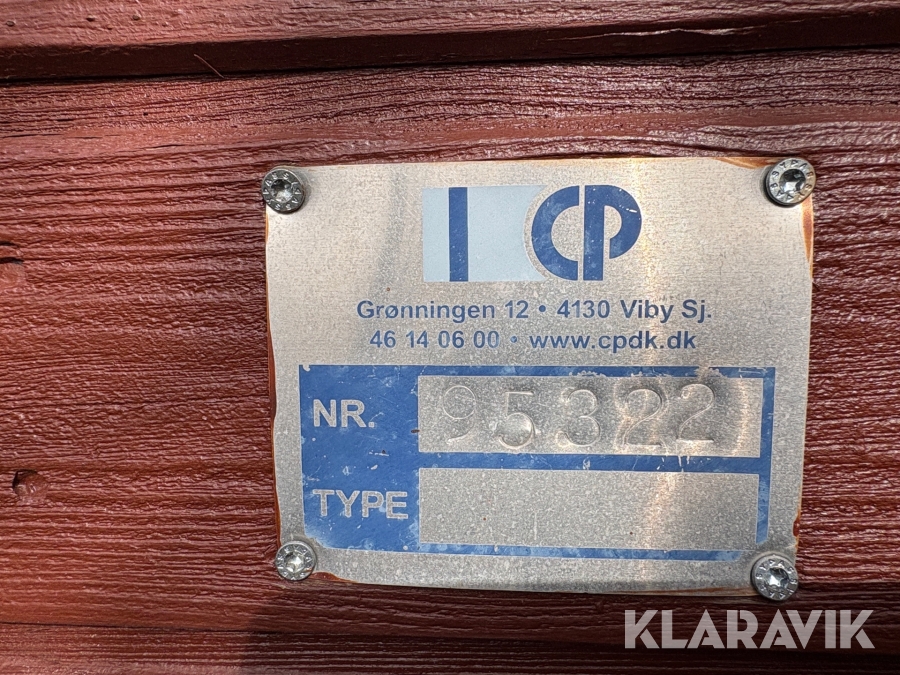 CP
Grønningen 12 • 4130 Viby Sj.
46 14 06 00 • www.cpdk.dk
NR. 95322
TYPE
KLARAVIK